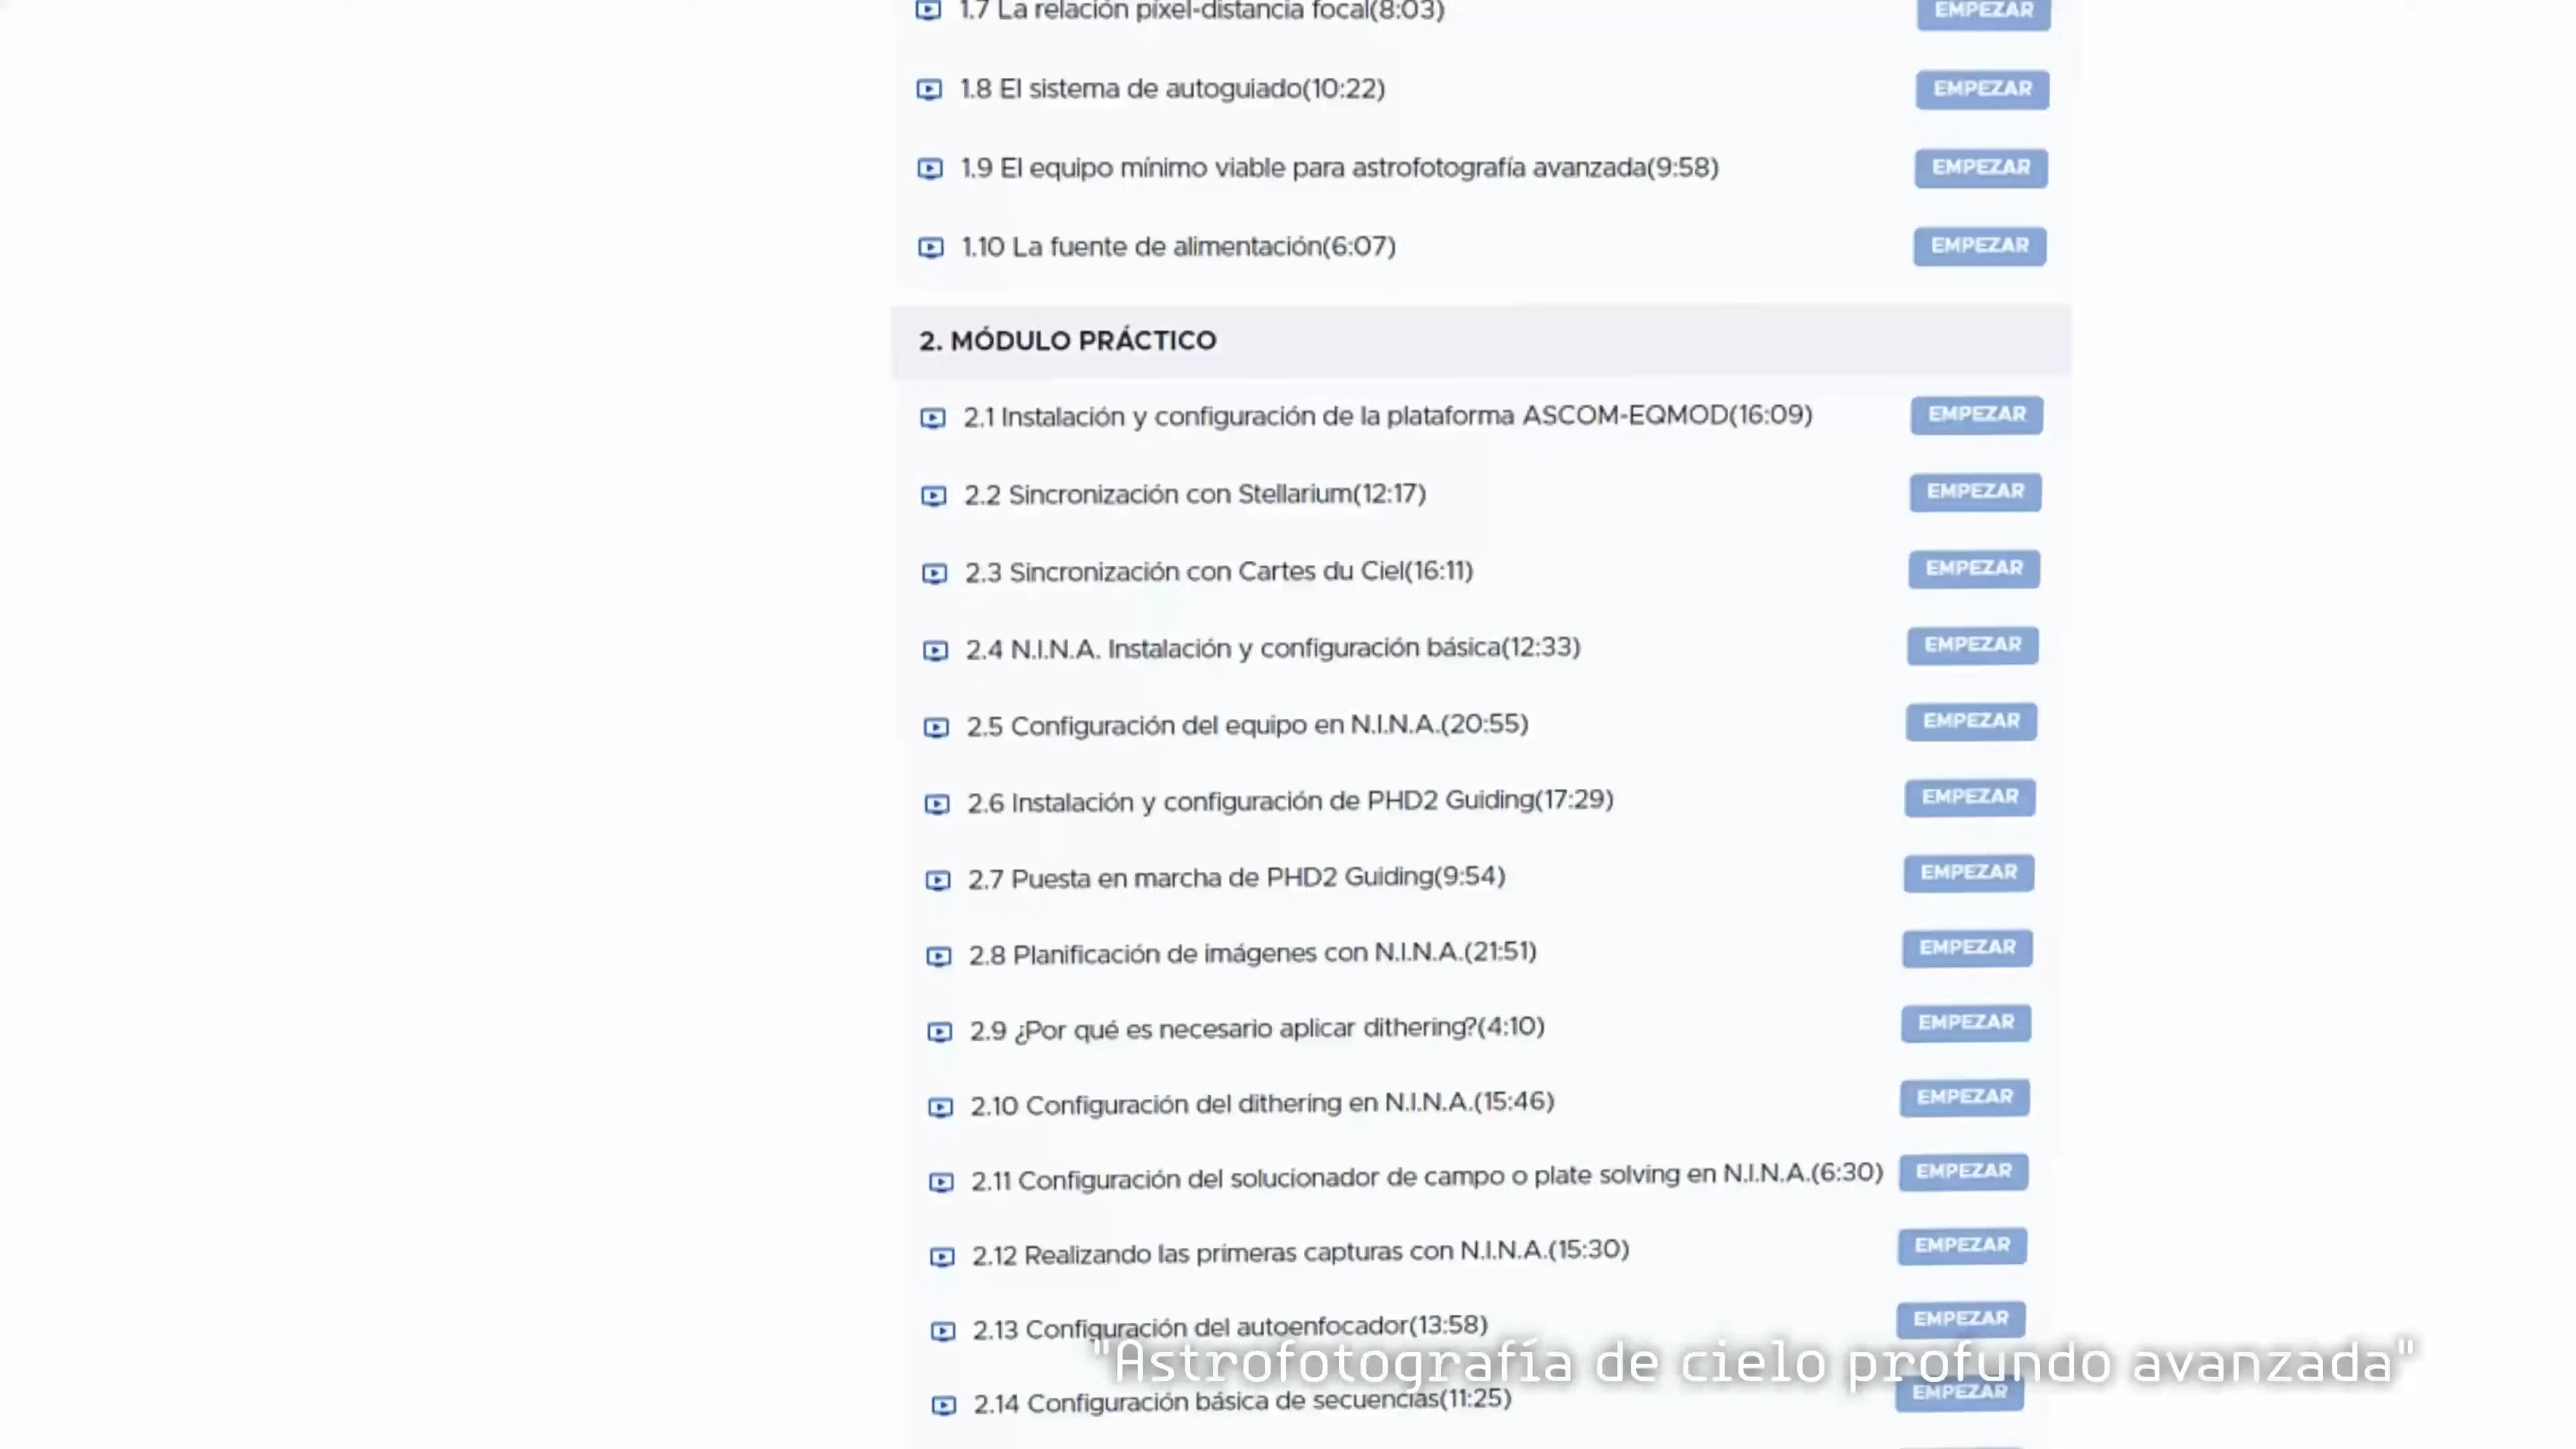 1.7 La relación píxel-distancia focal(8:03) EMPEZAR
1.8 El sistema de autoguiado(10:22) EMPEZAR
1.9 El equipo mínimo viable para astrofotografía avanzada(9:58) EMPEZAR
1.10 La fuente de alimentación(6:07) EMPEZAR
2. MÓDULO PRÁCTICO
2.1 Instalación y configuración de la plataforma ASCOM-EQMOD(16:09) EMPEZAR
2.2 Sincronización con Stellarium(12:17) EMPEZAR
2.3 Sincronización con Cartes du Ciel(16:11) EMPEZAR
2.4 N.I.N.A. Instalación y configuración básica(12:33) EMPEZAR
2.5 Configuración del equipo en N.I.N.A.(20:55) EMPEZAR
2.6 Instalación y configuración de PHD2 Guiding(17:29) EMPEZAR
2.7 Puesta en marcha de PHD2 Guiding(9:54) EMPEZAR
2.8 Planificación de imágenes con N.I.N.A.(21:51) EMPEZAR
2.9 ¿Por qué es necesario aplicar dithering?(4:10) EMPEZAR
2.10 Configuración del dithering en N.I.N.A.(15:46) EMPEZAR
2.11 Configuración del solucionador de campo o plate solving en N.I.N.A.(6:30) EMPEZAR
2.12 Realizando las primeras capturas con N.I.N.A.(15:30) EMPEZAR
2.13 Configuración del autoenfocador(13:58) EMPEZAR
"Astrofotografía de cielo profundo avanzada"
2.14 Configuración básica de secuencias(11:25) EMPEZAR